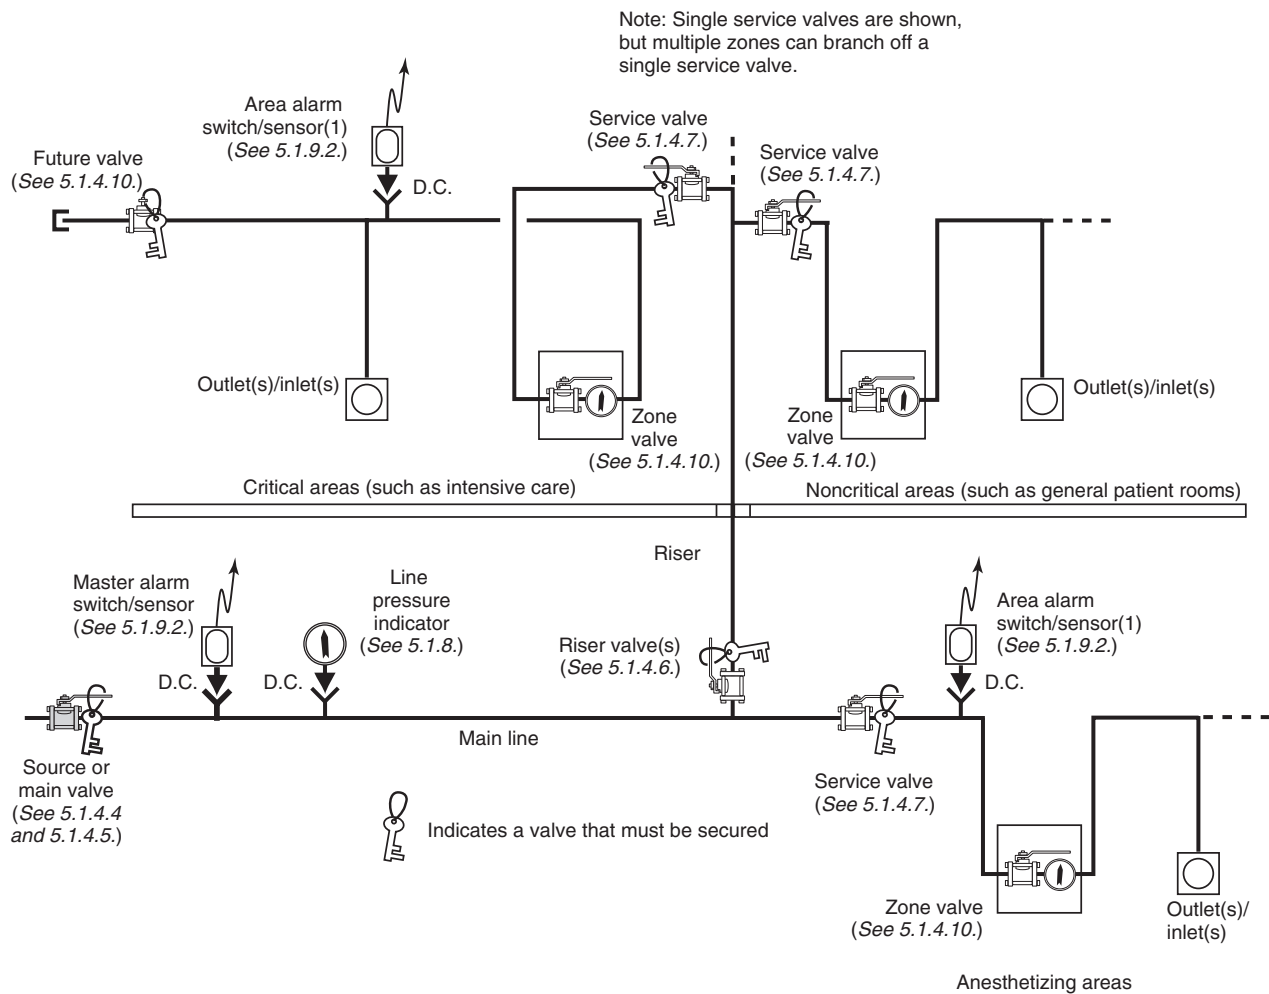 Note: Single service valves are shown,
but multiple zones can branch off a
single service valve.
Area alarm
switch/sensor(1)
(See 5.1.9.2.)
Service valve
(See 5.1.4.7.)
Service valve
(See 5.1.4.7.)
Future valve
(See 5.1.4.10.)
D.C.
Outlet(s)/inlet(s)
Zone
valve
(See 5.1.4.10.)
Zone
valve
(See 5.1.4.10.)
Outlet(s)/inlet(s)
Critical areas (such as intensive care)
Noncritical areas (such as general patient rooms)
Riser
Master alarm
switch/sensor
(See 5.1.9.2.)
D.C.
Line
pressure
indicator
(See 5.1.8.)
D.C.
Riser valve(s)
(See 5.1.4.6.)
Area alarm
switch/sensor(1)
(See 5.1.9.2.)
D.C.
Main line
Source or
main valve
(See 5.1.4.4
and 5.1.4.5.)
Service valve
(See 5.1.4.7.)
Indicates a valve that must be secured
Zone valve
(See 5.1.4.10.)
Outlet(s)/
inlet(s)
Anesthetizing areas